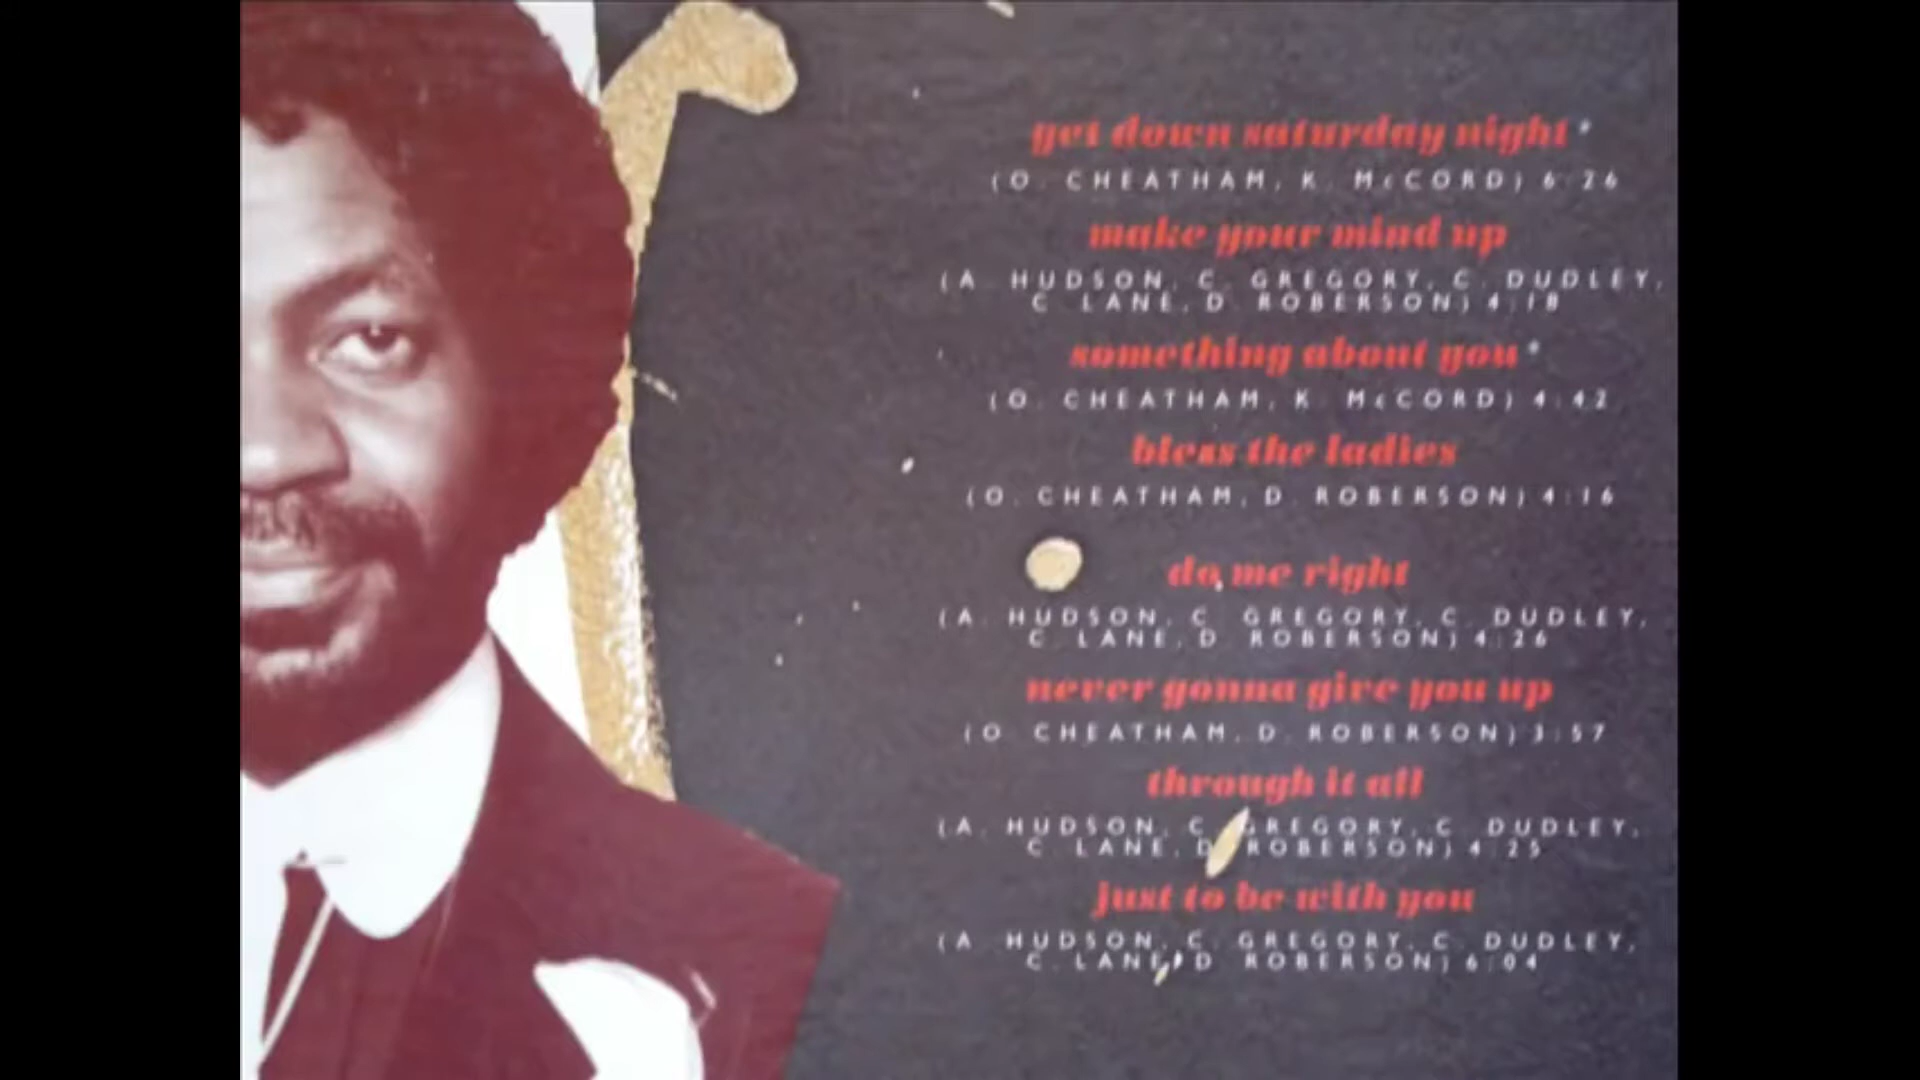 get down saturday night*
(O. CHEATHAM, K. McCORD) 6:26
make your mind up
(A. HUDSON, C. GREGORY, C. DUDLEY,
C. LANE, D. ROBERSON) 4:18
something about you*
(O. CHEATHAM, K. McCORD) 4:42
bless the ladies
(O. CHEATHAM, D. ROBERSON) 4:16
do me right
(A. HUDSON, C. GREGORY, C. DUDLEY,
C. LANE, D. ROBERSON) 4:26
never gonna give you up
(O. CHEATHAM, D. ROBERSON) 3:57
through it all
(A. HUDSON, C. GREGORY, C. DUDLEY,
C. LANE, D. ROBERSON) 4:25
just to be with you
(A. HUDSON, C. GREGORY, C. DUDLEY,
C. LANE, D. ROBERSON) 6:04